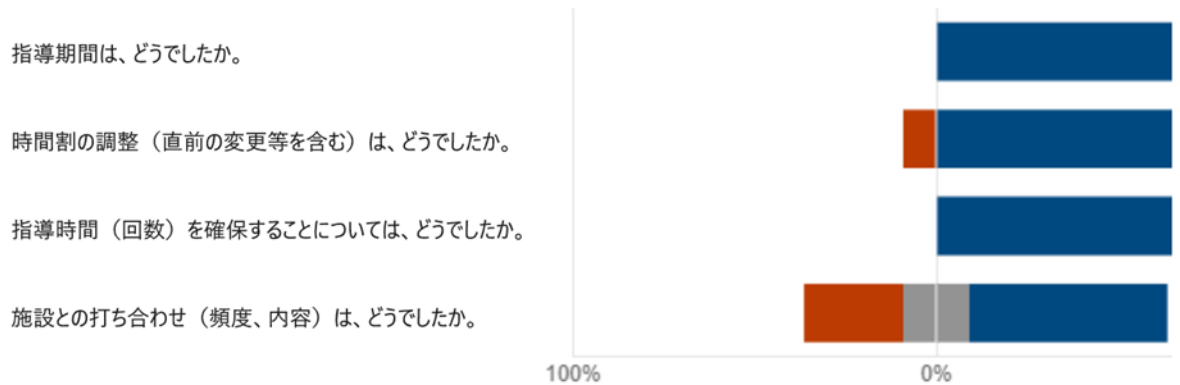 指導期間は、どうでしたか。
時間割の調整（直前の変更等を含む）は、どうでしたか。
指導時間（回数）を確保することについては、どうでしたか。
施設との打ち合わせ（頻度、内容）は、どうでしたか。
100% 0%